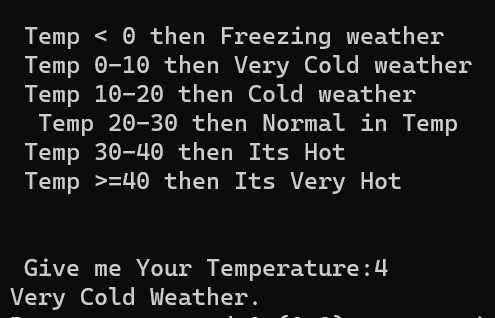 Temp < 0 then Freezing weather
Temp 0-10 then Very Cold weather
Temp 10-20 then Cold weather
Temp 20-30 then Normal in Temp
Temp 30-40 then Its Hot
Temp >=40 then Its Very Hot
Give me Your Temperature:4
Very Cold Weather.